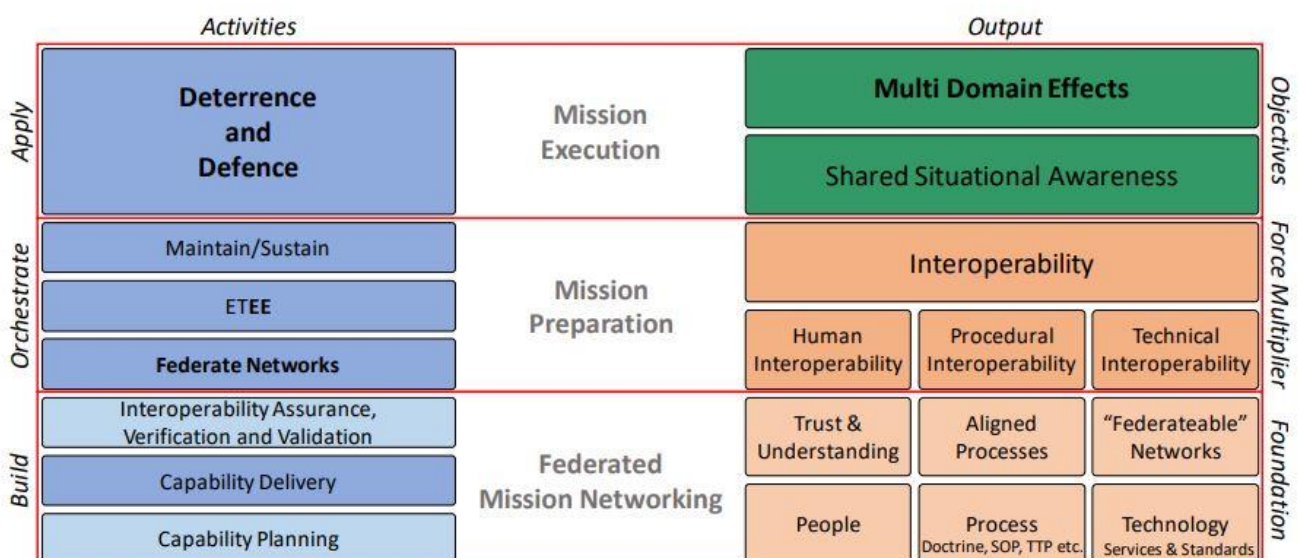 Activities
Output
Apply
Deterrence
and
Defence
Mission
Execution
Multi Domain Effects
Shared Situational Awareness
Objectives
Orchestrate
Maintain/Sustain
ETEE
Federate Networks
Mission
Preparation
Interoperability
Human
Interoperability
Procedural
Interoperability
Technical
Interoperability
Force Multiplier
Build
Interoperability Assurance,
Verification and Validation
Capability Delivery
Capability Planning
Federated
Mission Networking
Trust &
Understanding
Aligned
Processes
“Federateable”
Networks
People
Process
Doctrine, SOP, TTP etc.
Technology
Services & Standards
Foundation